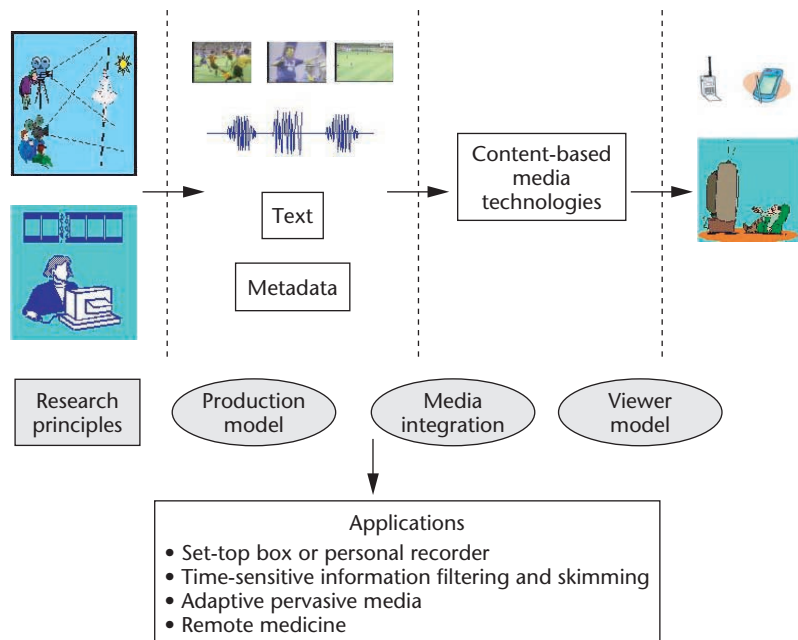 Text
Metadata
Content-based
media
technologies
Research
principles
Production
model
Media
integration
Viewer
model
Applications
• Set-top box or personal recorder
• Time-sensitive information filtering and skimming
• Adaptive pervasive media
• Remote medicine